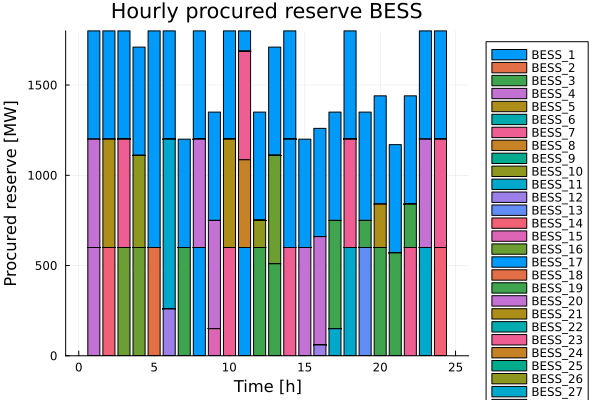 Hourly procured reserve BESS
Procured reserve [MW]
1500
1000
500
0
0
5
10
15
20
25
Time [h]
BESS_1
BESS_2
BESS_3
BESS_4
BESS_5
BESS_6
BESS_7
BESS_8
BESS_9
BESS_10
BESS_11
BESS_12
BESS_13
BESS_14
BESS_15
BESS_16
BESS_17
BESS_18
BESS_19
BESS_20
BESS_21
BESS_22
BESS_23
BESS_24
BESS_25
BESS_26
BESS_27